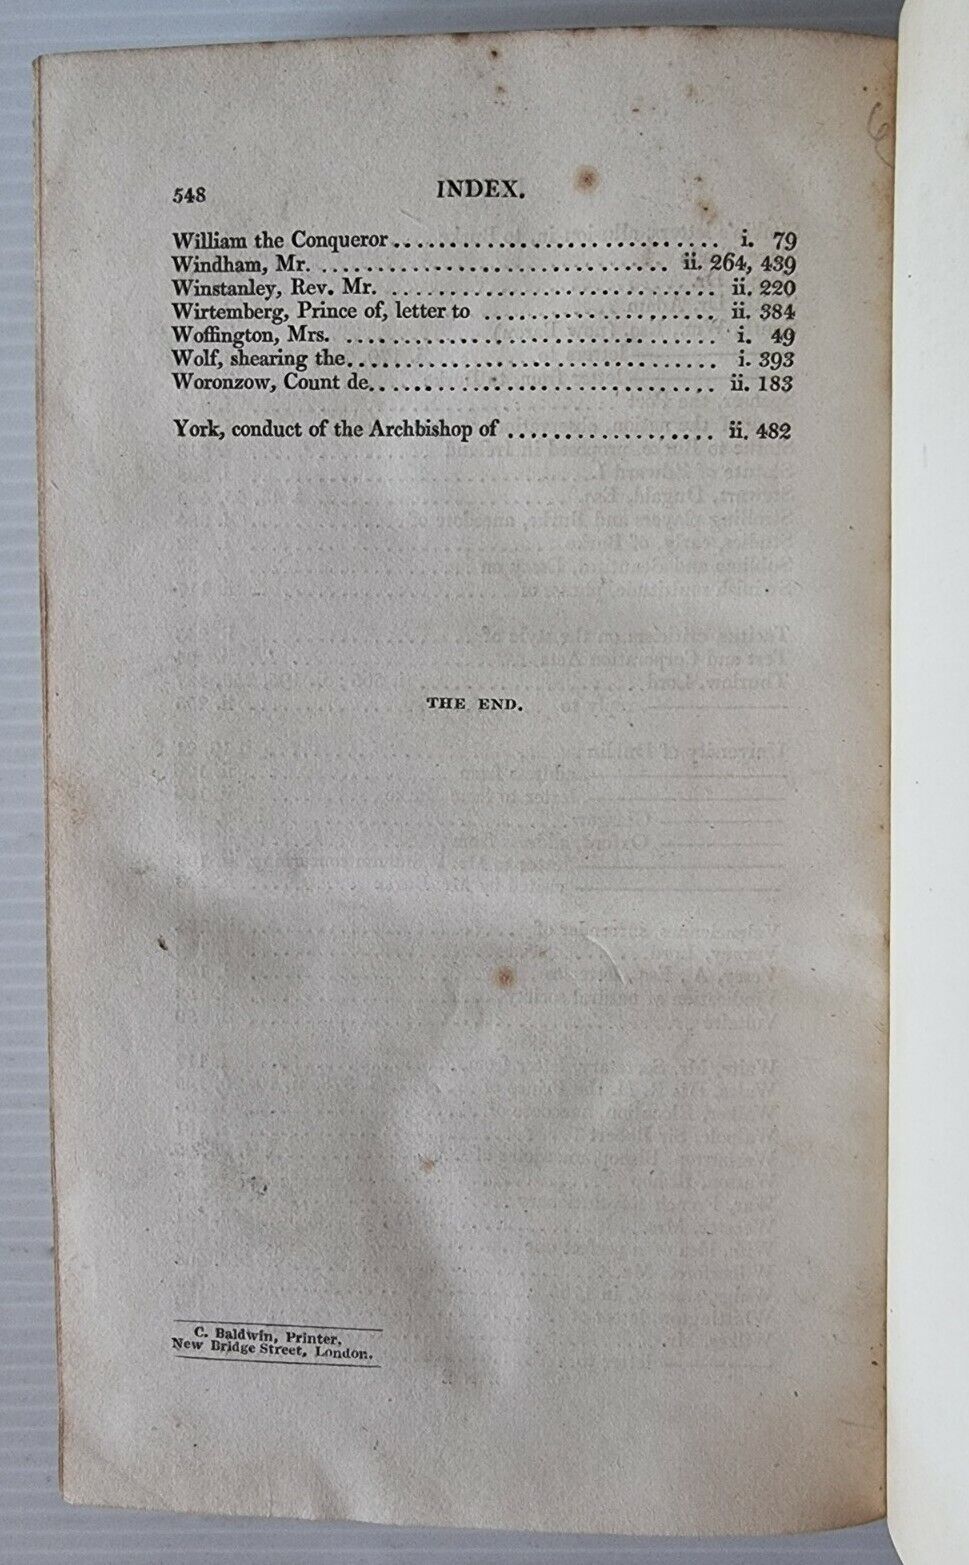 548 INDEX.
William the Conqueror .............................. i. 79
Windham, Mr. ................................ ii. 264, 439
Winstanley, Rev. Mr. .............................. ii. 220
Wirtemberg, Prince of, letter to .................... ii. 384
Woffington, Mrs. .................................. i. 49
Wolf, shearing the................................ i. 393
Woronzow, Count de.............................. ii. 183
York, conduct of the Archbishop of .................. ii. 482
THE END.
C. Baldwin, Printer,
New Bridge Street, London.